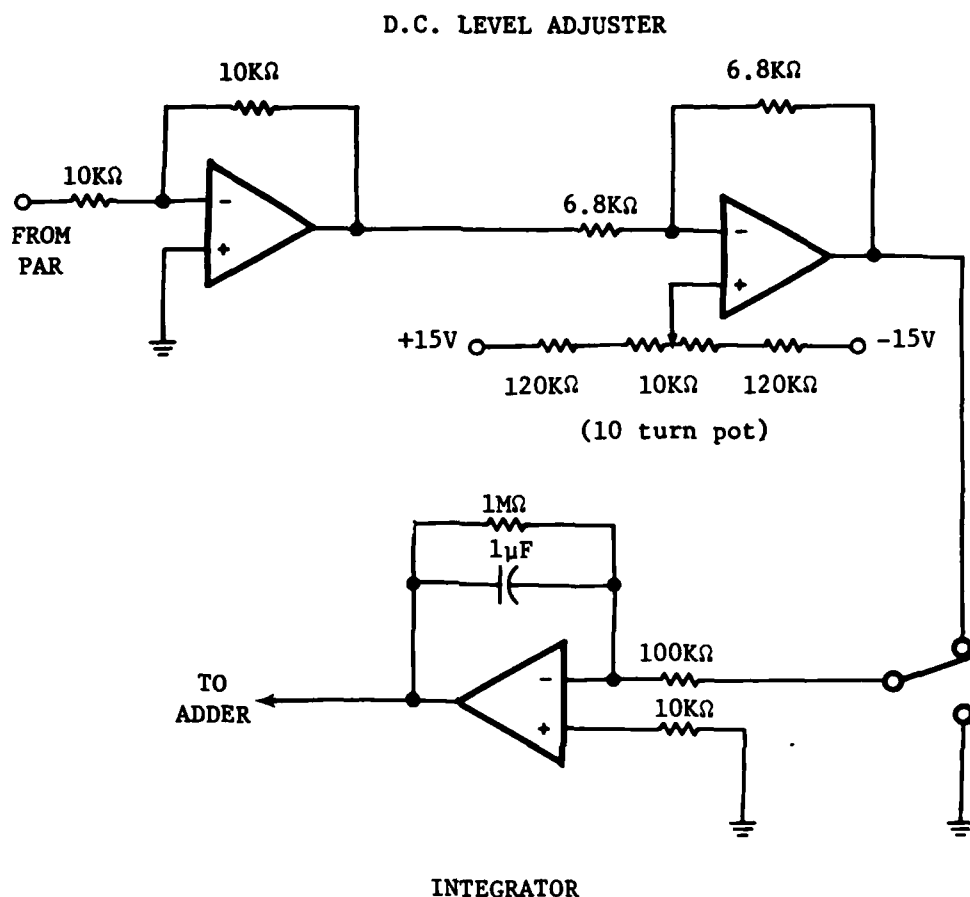 D.C. LEVEL ADJUSTER
10KΩ
6.8KΩ
10KΩ
-
+
FROM
PAR
6.8KΩ
-
+
+15V
-15V
120KΩ
10KΩ
120KΩ
(10 turn pot)
1MΩ
1μF
TO
ADDER
-
+
100KΩ
10KΩ
INTEGRATOR